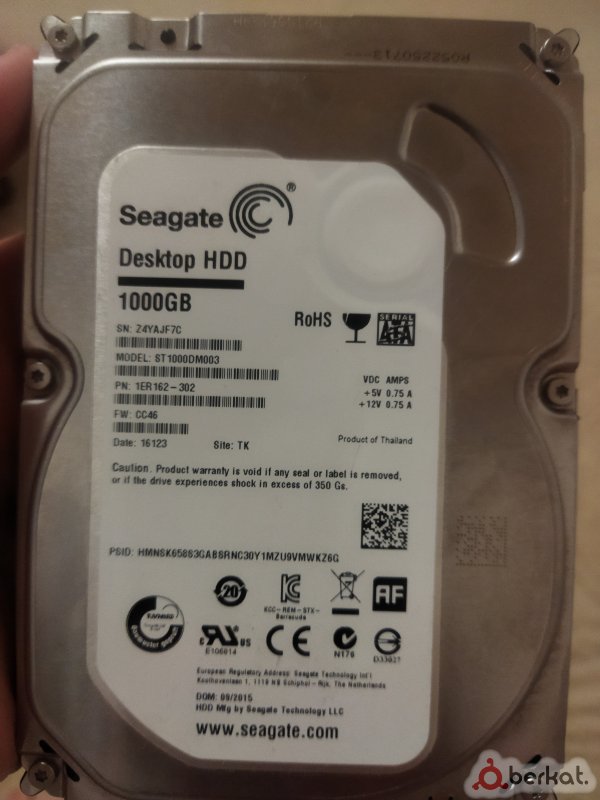 R052250713
Seagate ®
Desktop HDD
1000GB
RoHS
SERIAL
ATA
SN: Z4YAJF7C
MODEL: ST1000DM003
PN: 1ER162-302
FW: CC46
Date: 16123 Site: TK
VDC AMPS
+5V 0.75 A
+12V 0.75 A
Product of Thailand
Caution. Product warranty is void if any seal or label is removed,
or if the drive experiences shock in excess of 350 Gs.
PSID: HMNSK65863GABSRNC30Y1MZU9VMWKZ6G
20
KCC-REM-STX-
Barracuda
AF
c RU US
E106014
CE
N176
D33027
European Regulatory Address: Seagate Technology Int'l
Koolhovenlaan 1, 1119 NB Schiphol-Rijk, The Netherlands
DOM: 09/2015
HDD Mfg by Seagate Technology LLC
www.seagate.com
berkat.